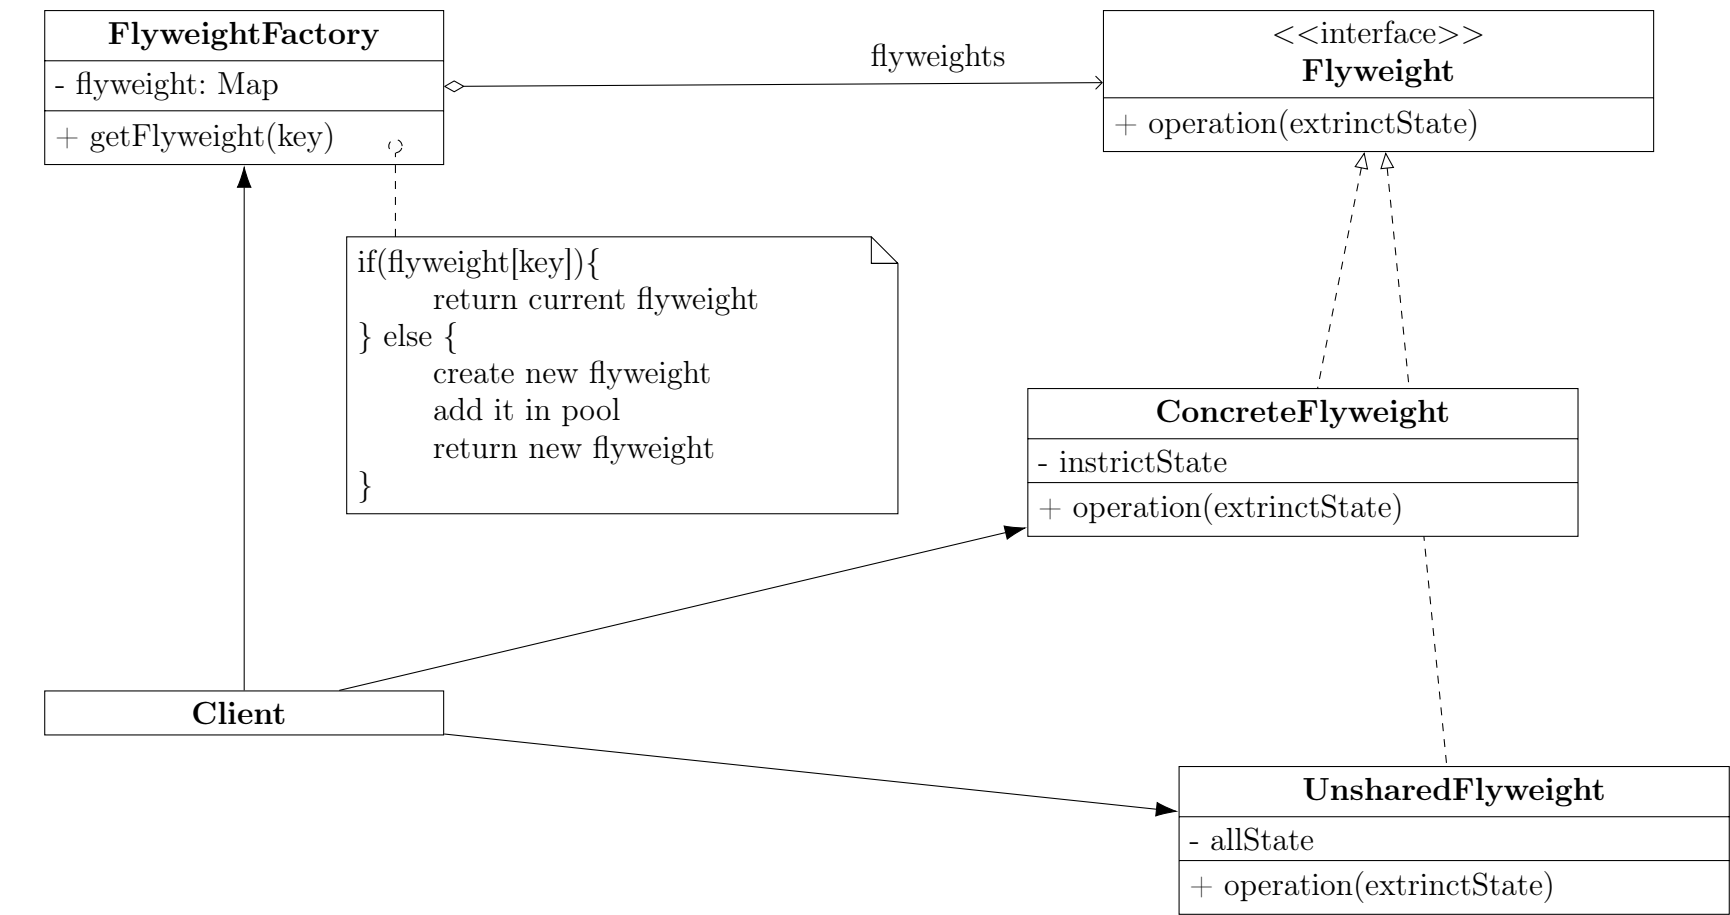 FlyweightFactory
- flyweight: Map
+ getFlyweight(key)
flyweights
<<interface>>
Flyweight
+ operation(extrinctState)
if(flyweight[key]){
return current flyweight
} else {
create new flyweight
add it in pool
return new flyweight
}
ConcreteFlyweight
- instrictState
+ operation(extrinctState)
Client
UnsharedFlyweight
- allState
+ operation(extrinctState)